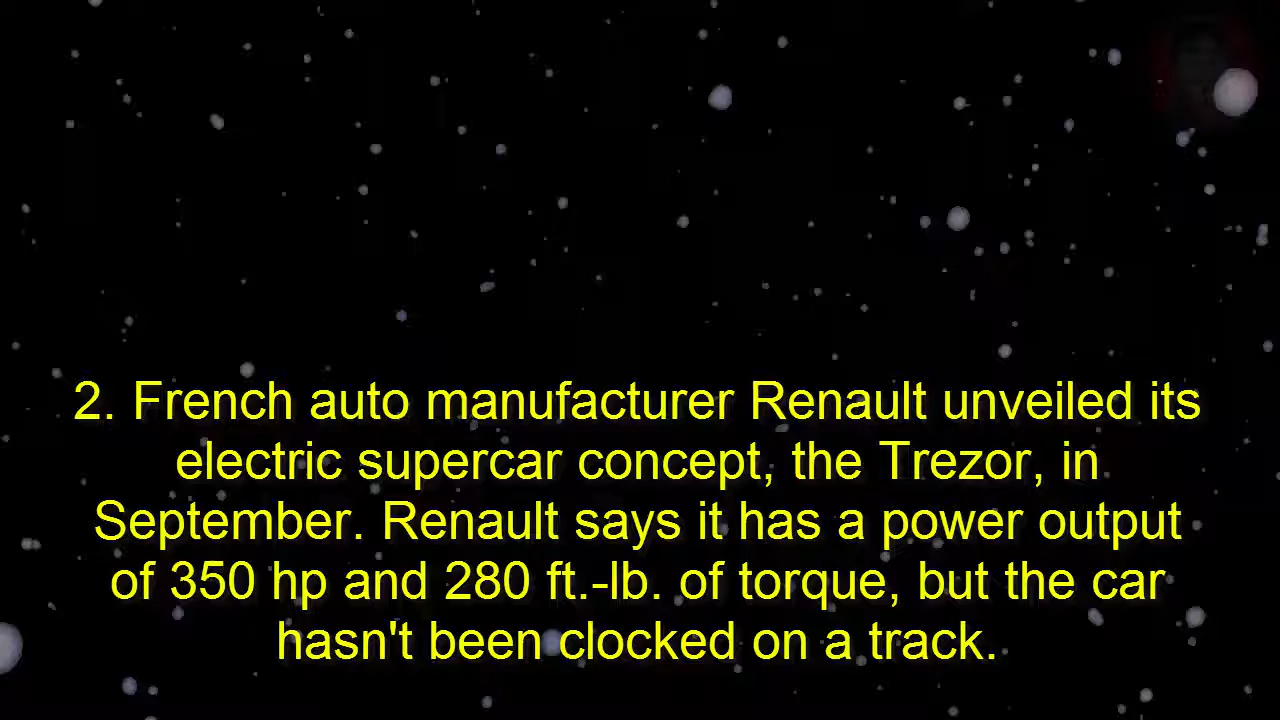 2. French auto manufacturer Renault unveiled its
electric supercar concept, the Trezor, in
September. Renault says it has a power output
of 350 hp and 280 ft.-lb. of torque, but the car
hasn't been clocked on a track.